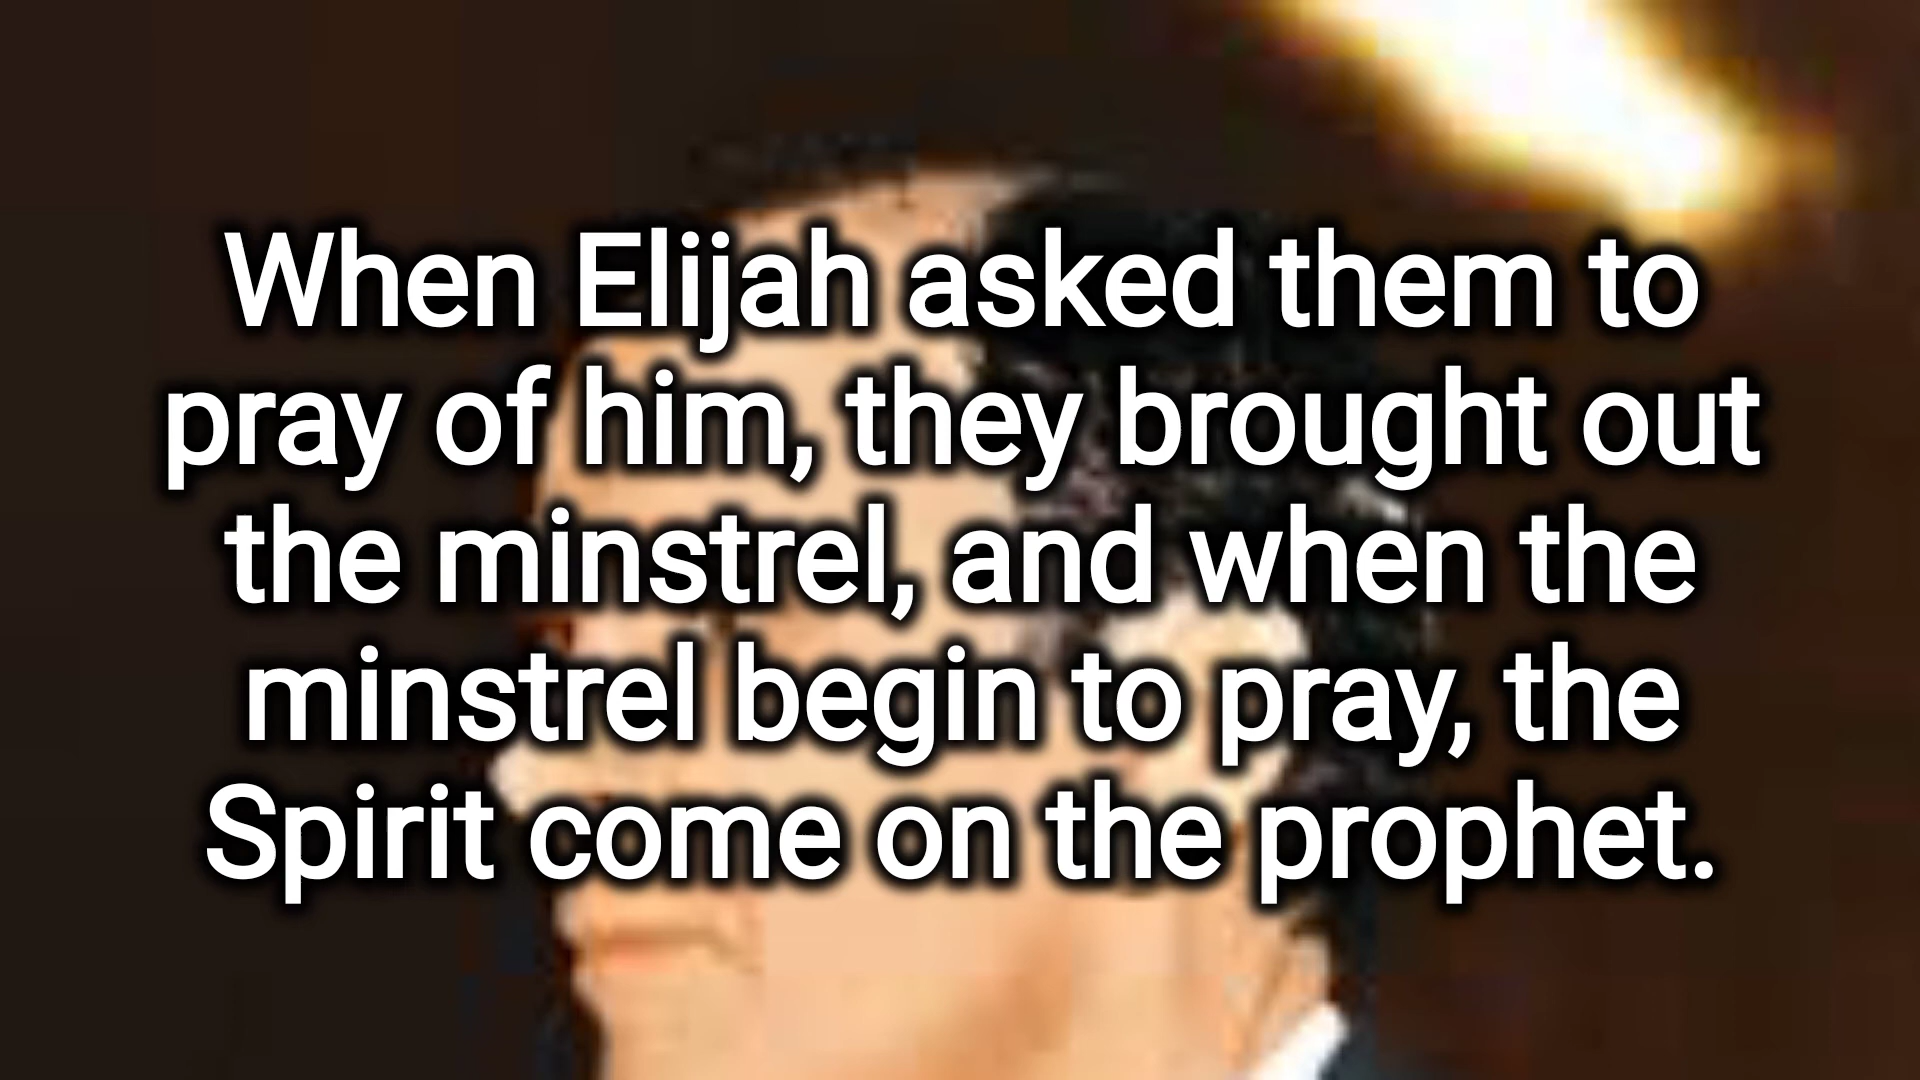 When Elijah asked them to
pray of him, they brought out
the minstrel, and when the
minstrel begin to pray, the
Spirit come on the prophet.